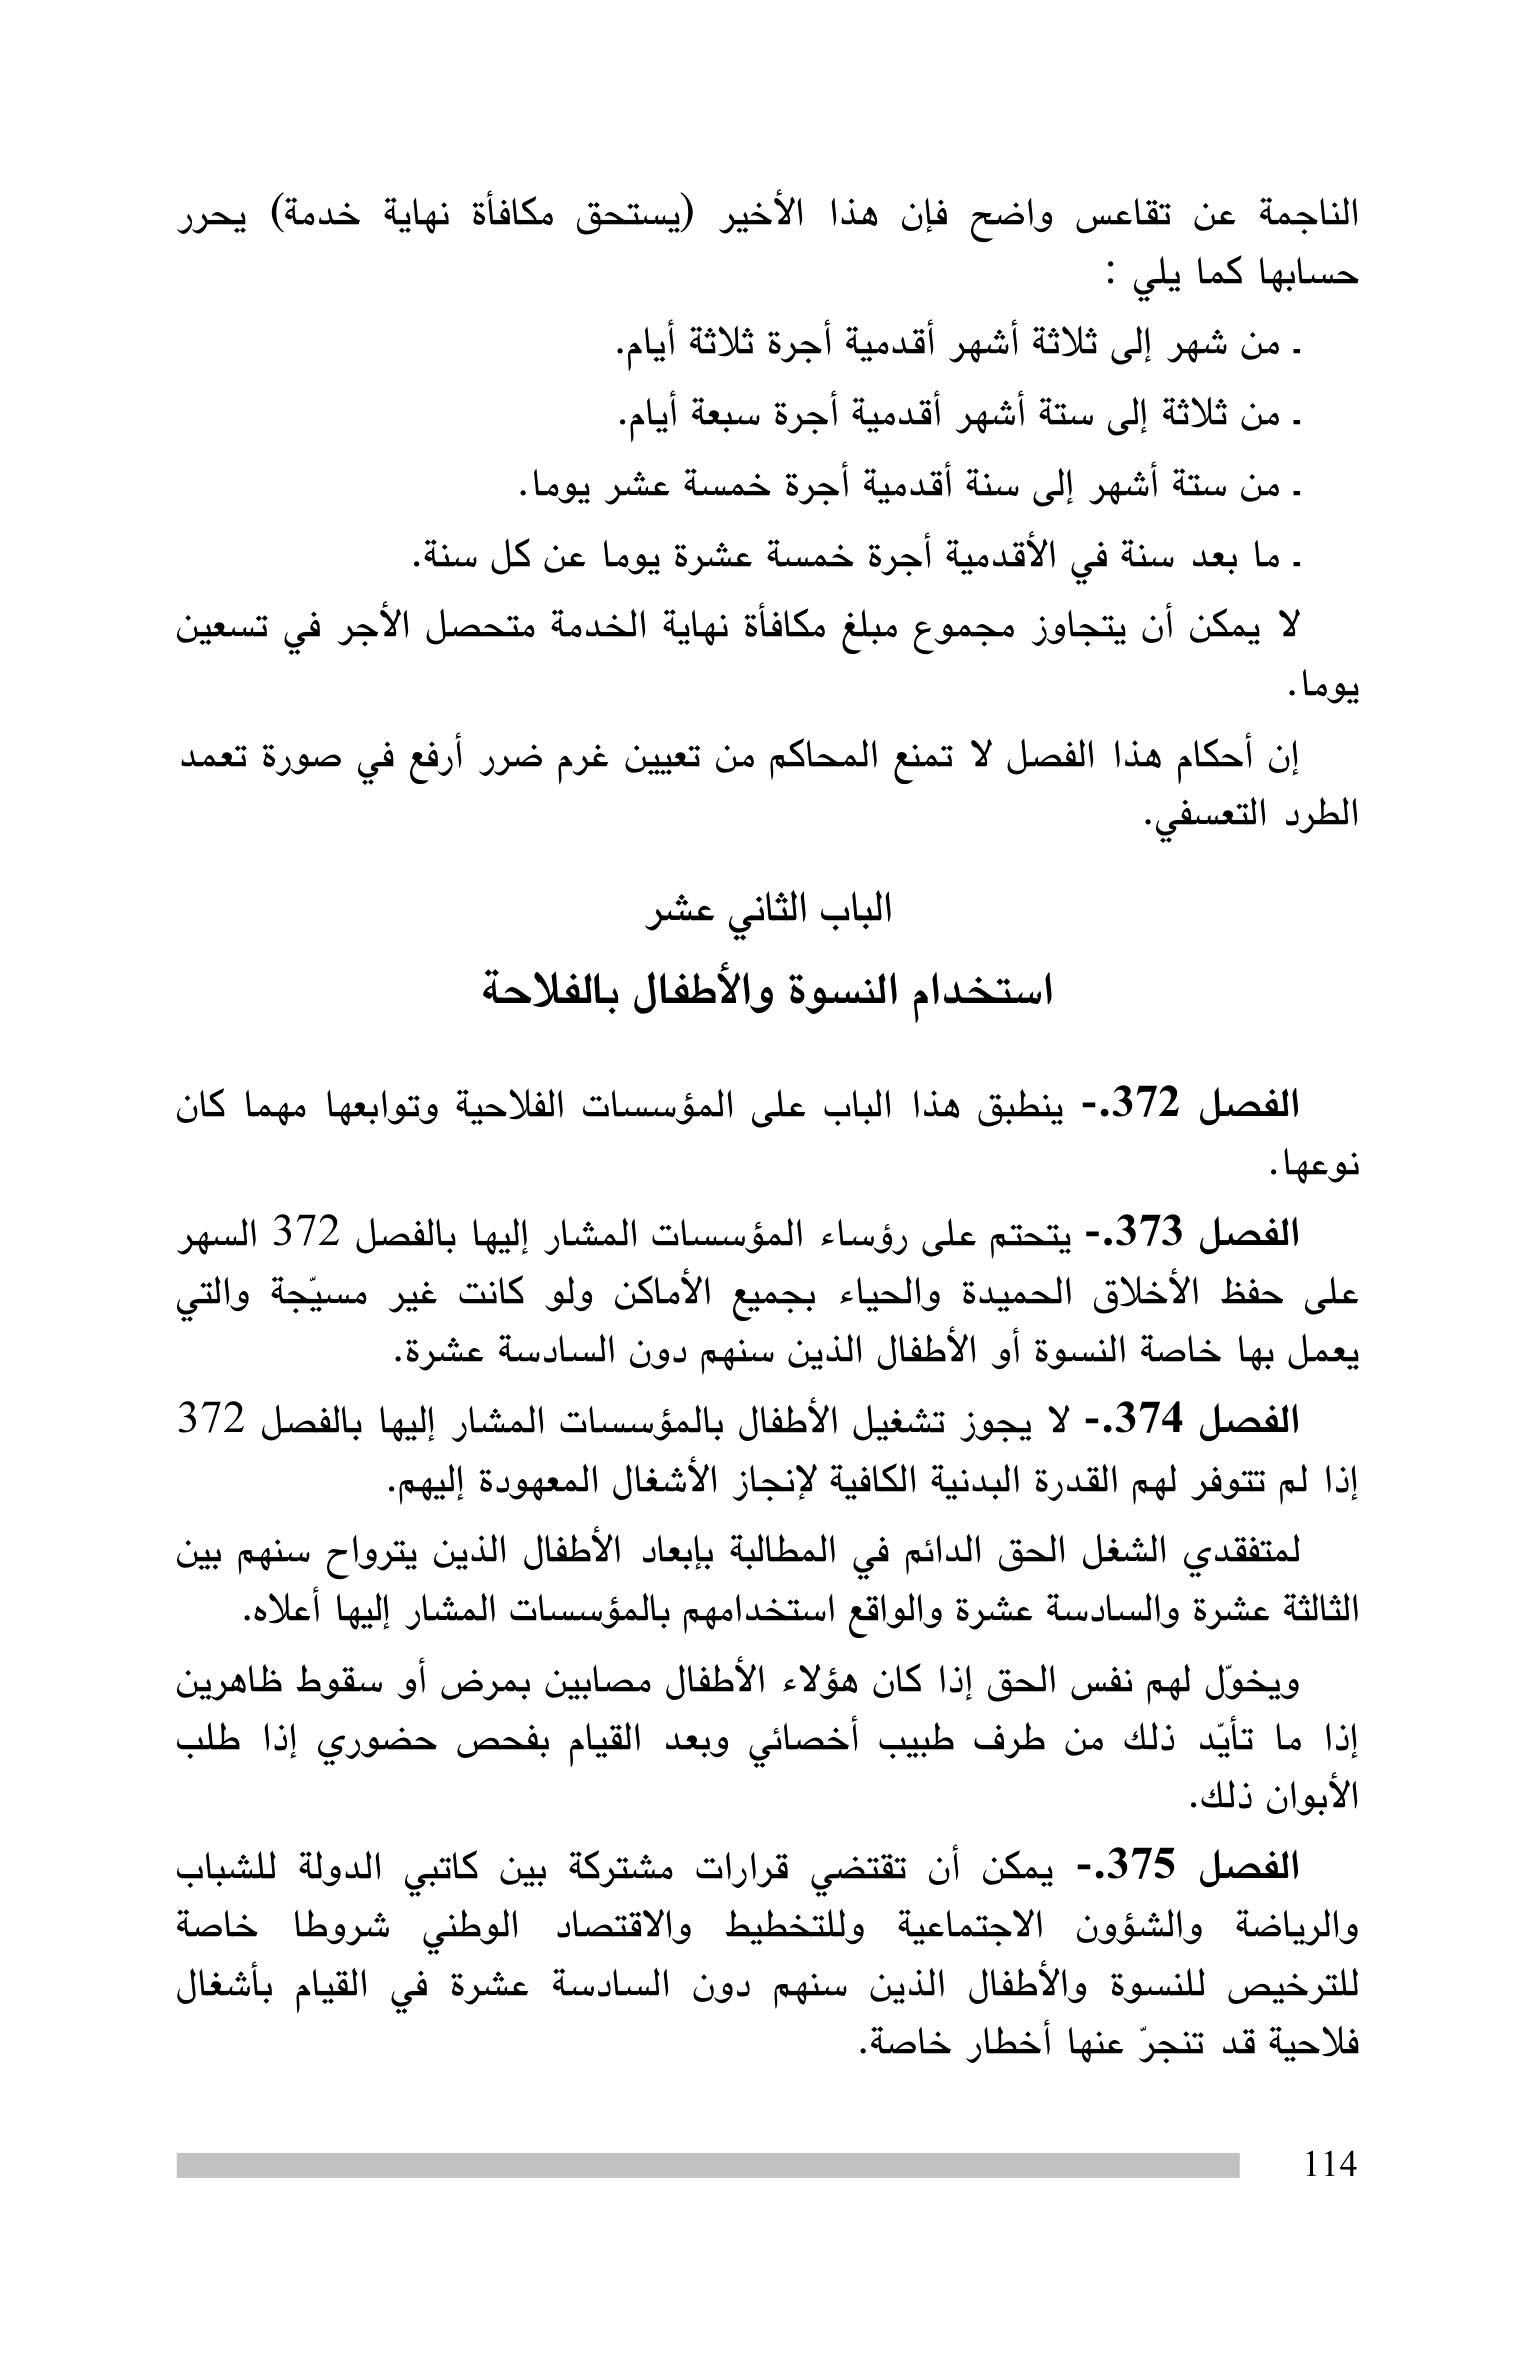 الناجمة عن تقاعس واضح فإن هذا الأخير (يستحق مكافأة نهاية خدمة) يحرر
حسابها كما يلي :
ـ من شهر إلى ثلاثة أشهر أقدمية أجرة ثلاثة أيام.
ـ من ثلاثة إلى ستة أشهر أقدمية أجرة سبعة أيام.
ـ من ستة أشهر إلى سنة أقدمية أجرة خمسة عشر يوما.
ـ ما بعد سنة في الأقدمية أجرة خمسة عشرة يوما عن كل سنة.
لا يمكن أن يتجاوز مجموع مبلغ مكافأة نهاية الخدمة متحصل الأجر في تسعين
يوما.
إن أحكام هذا الفصل لا تمنع المحاكم من تعيين غرم ضرر أرفع في صورة تعمد
الطرد التعسفي.
الباب الثاني عشر
استخدام النسوة والأطفال بالفلاحة
الفصل 372.- ينطبق هذا الباب على المؤسسات الفلاحية وتوابعها مهما كان
نوعها.
الفصل 373.- يتحتم على رؤساء المؤسسات المشار إليها بالفصل 372 السهر
على حفظ الأخلاق الحميدة والحياء بجميع الأماكن ولو كانت غير مسيّجة والتي
يعمل بها خاصة النسوة أو الأطفال الذين سنهم دون السادسة عشرة.
الفصل 374.- لا يجوز تشغيل الأطفال بالمؤسسات المشار إليها بالفصل 372
إذا لم تتوفر لهم القدرة البدنية الكافية لإنجاز الأشغال المعهودة إليهم.
لمتفقدي الشغل الحق الدائم في المطالبة بإبعاد الأطفال الذين يترواح سنهم بين
الثالثة عشرة والسادسة عشرة والواقع استخدامهم بالمؤسسات المشار إليها أعلاه.
ويخوّل لهم نفس الحق إذا كان هؤلاء الأطفال مصابين بمرض أو سقوط ظاهرين
إذا ما تأيّد ذلك من طرف طبيب أخصائي وبعد القيام بفحص حضوري إذا طلب
الأبوان ذلك.
الفصل 375.- يمكن أن تقتضي قرارات مشتركة بين كاتبي الدولة للشباب
والرياضة والشؤون الاجتماعية وللتخطيط والاقتصاد الوطني شروطا خاصة
للترخيص للنسوة والأطفال الذين سنهم دون السادسة عشرة في القيام بأشغال
فلاحية قد تنجرّ عنها أخطار خاصة.
114